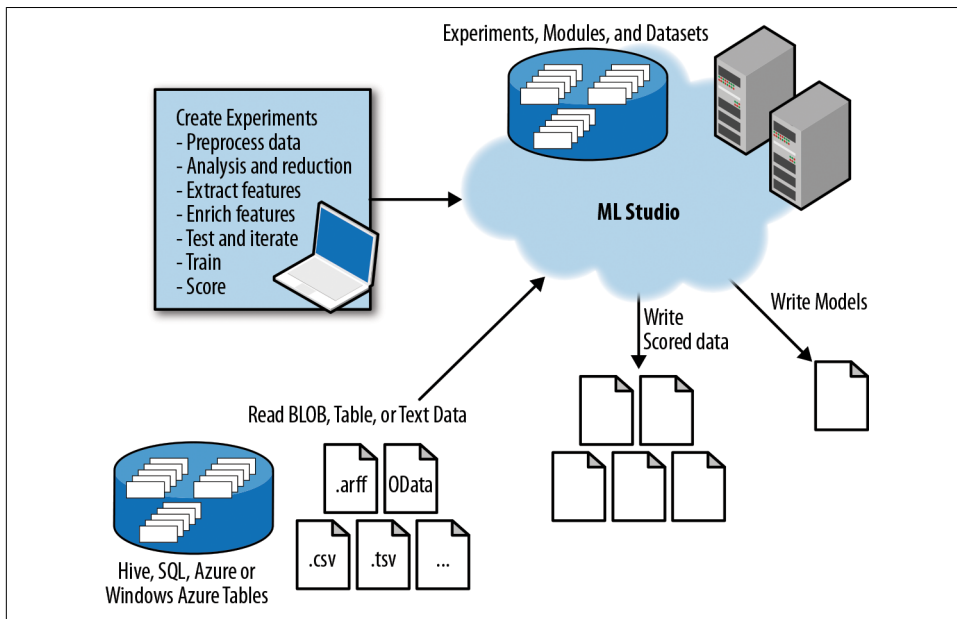 Experiments, Modules, and Datasets
Create Experiments
- Preprocess data
- Analysis and reduction
- Extract features
- Enrich features
- Test and iterate
- Train
- Score
ML Studio
Write
Scored data
Write Models
Read BLOB, Table, or Text Data
.arff
OData
.csv
.tsv
...
Hive, SQL, Azure or
Windows Azure Tables